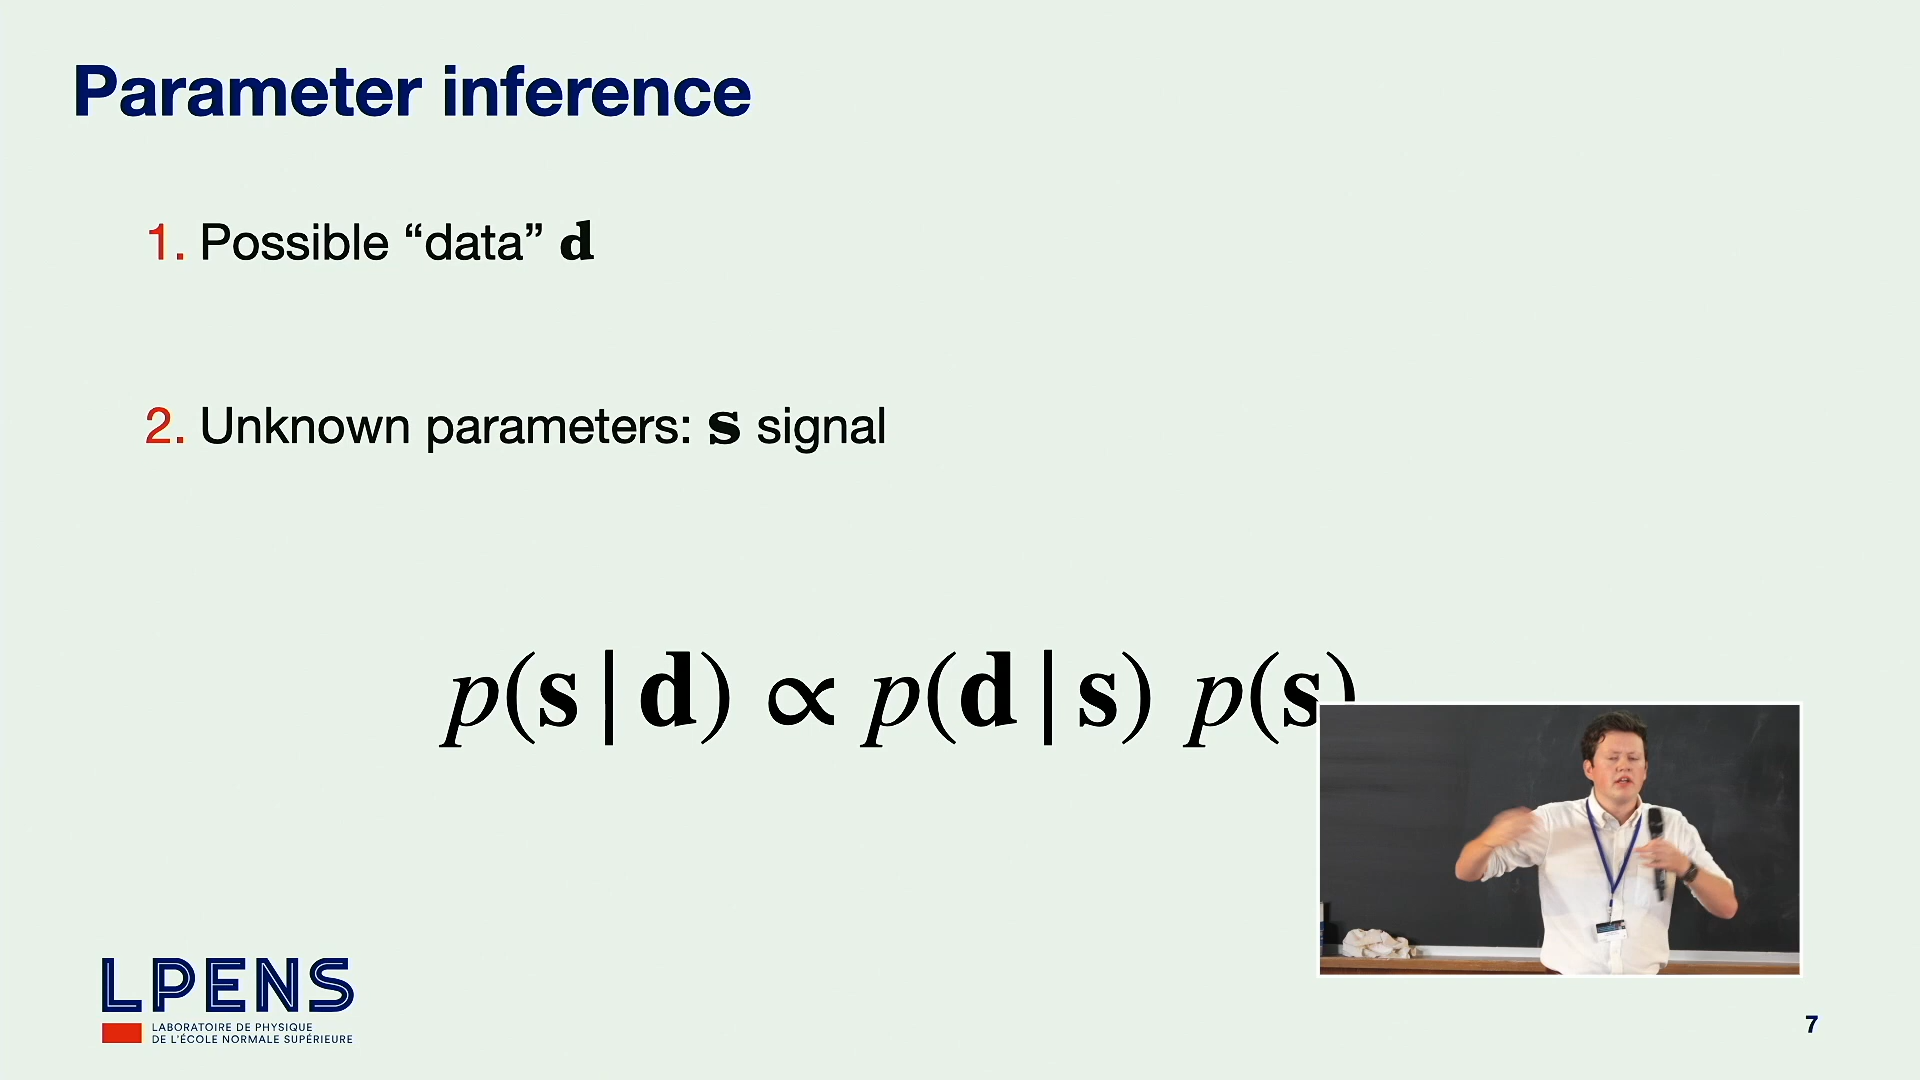 Parameter inference
1. Possible “data” d
2. Unknown parameters: s signal
p(s | d) ∝ p(d | s) p(s)
LPENS
LABORATOIRE DE PHYSIQUE
DE L'ÉCOLE NORMALE SUPÉRIEURE
7